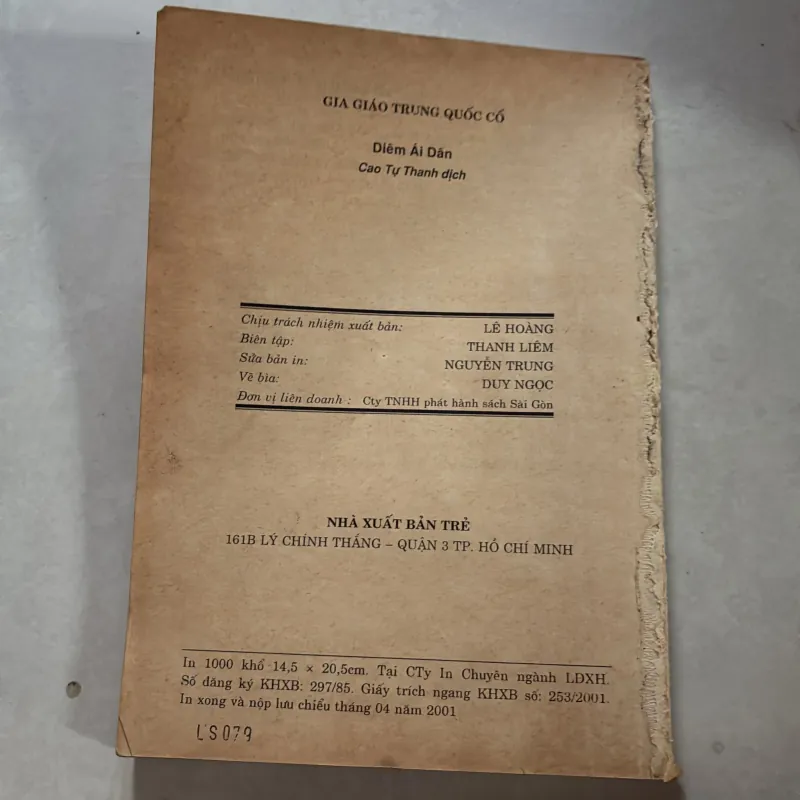 GIA GIÁO TRUNG QUỐC CỔ
Diêm Ái Dân
Cao Tự Thanh dịch
Chịu trách nhiệm xuất bản: LÊ HOÀNG
Biên tập: THANH LIÊM
Sửa bản in: NGUYỄN TRUNG
Vẽ bìa: DUY NGỌC
Đơn vị liên doanh : Cty TNHH phát hành sách Sài Gòn
NHÀ XUẤT BẢN TRẺ
161B LÝ CHÍNH THẮNG – QUẬN 3 TP. HỒ CHÍ MINH
In 1000 khổ 14,5 × 20,5cm. Tại CTy In Chuyên ngành LĐXH.
Số đăng ký KHXB: 297/85. Giấy trích ngang KHXB số: 253/2001.
In xong và nộp lưu chiểu tháng 04 năm 2001
LS079